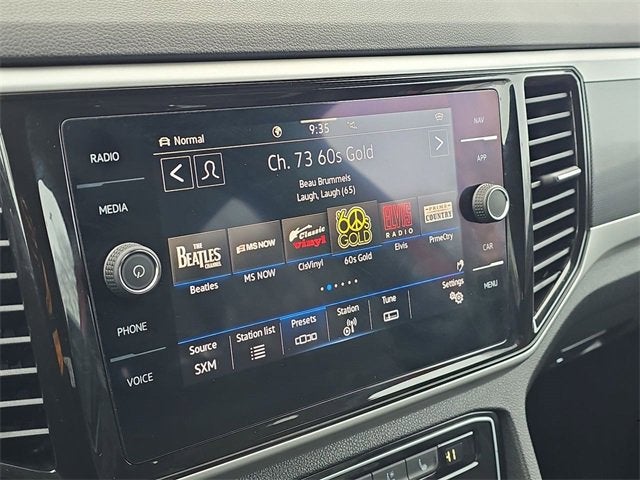 RADIO
MEDIA
PHONE
VOICE
Normal
9:35
Ch. 73 60s Gold
Beau Brummels
Laugh, Laugh (65)
THE BEATLES CHANNEL
Beatles
MS NOW
MS NOW
Classic vinyl
ClsVinyl
60s GOLD
60s Gold
ELVIS RADIO
Elvis
PRIME COUNTRY
PrmeCtry
Source
SXM
Station list
Presets
Station
Tune
Settings
NAV
APP
CAR
MENU